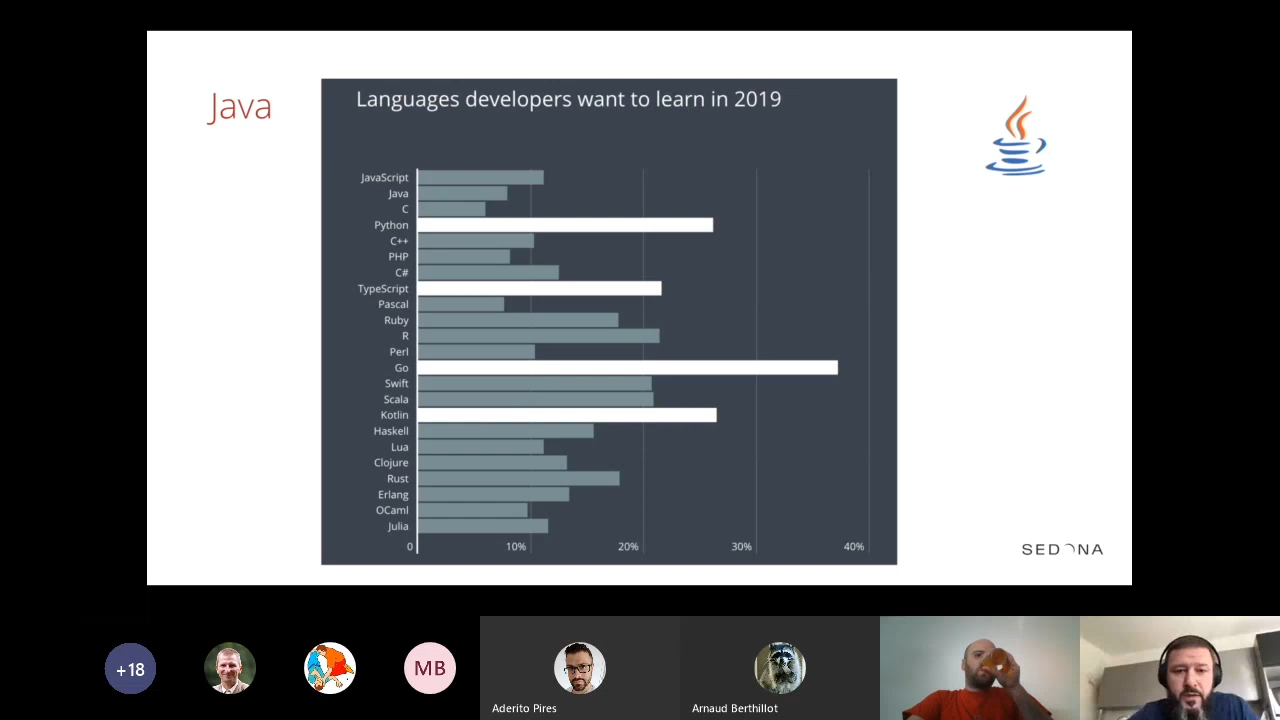 Java
Languages developers want to learn in 2019
JavaScript
Java
C
Python
C++
PHP
C#
TypeScript
Pascal
Ruby
R
Perl
Go
Swift
Scala
Kotlin
Haskell
Lua
Clojure
Rust
Erlang
OCaml
Julia
0 10% 20% 30% 40%
SEDONA
+18
MB
Aderito Pires
Arnaud Berthillot